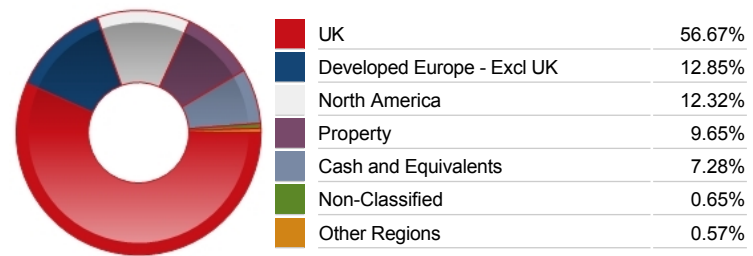 UK 56.67%
Developed Europe - Excl UK 12.85%
North America 12.32%
Property 9.65%
Cash and Equivalents 7.28%
Non-Classified 0.65%
Other Regions 0.57%